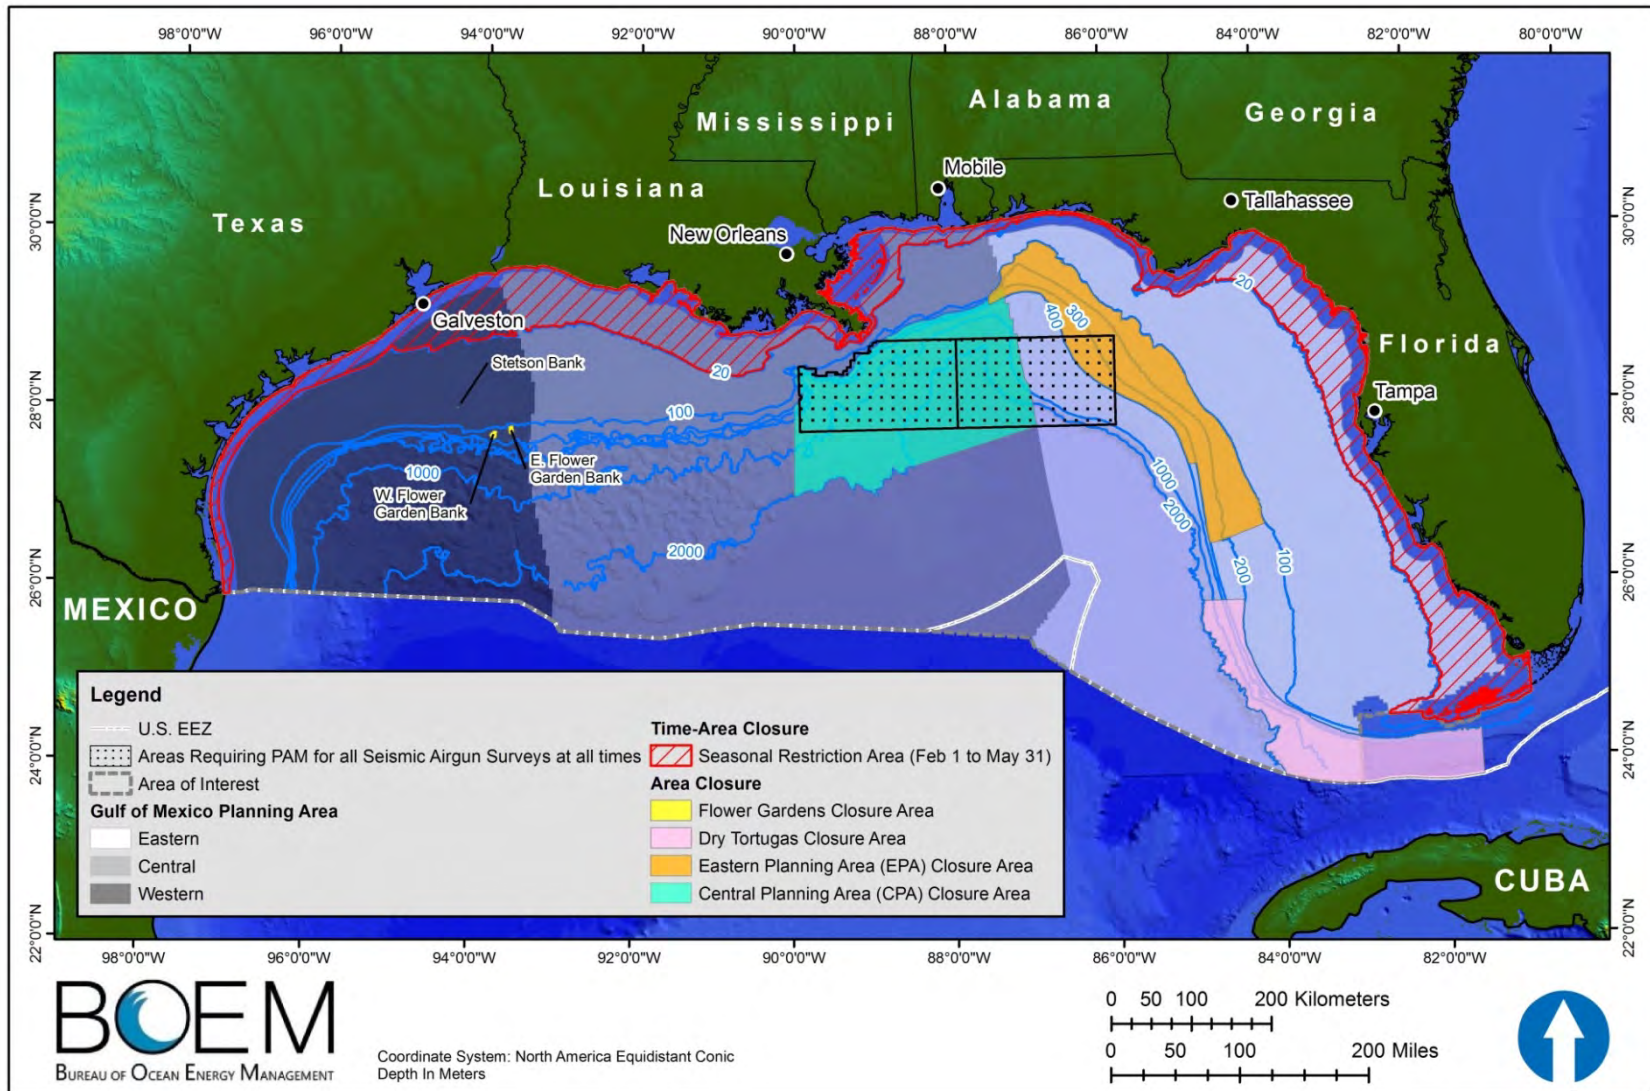 98°0'0"W 96°0'0"W 94°0'0"W 92°0'0"W 90°0'0"W 88°0'0"W 86°0'0"W 84°0'0"W 82°0'0"W 80°0'0"W
Alabama
Georgia
Mississippi
Mobile
Louisiana
Tallahassee
Texas
30°0'0"N
30°0'0"N
New Orleans
20
Galveston
400
300
Florida
Stetson Bank
20
28°0'0"N
28°0'0"N
Tampa
100
E. Flower
Garden Bank
1000
W. Flower
Garden Bank
1000
2000
2000
200
100
26°0'0"N
26°0'0"N
MEXICO
Legend
U.S. EEZ
Areas Requiring PAM for all Seismic Airgun Surveys at all times
Area of Interest
Gulf of Mexico Planning Area
Eastern
Central
Western
Time-Area Closure
Seasonal Restriction Area (Feb 1 to May 31)
Area Closure
Flower Gardens Closure Area
Dry Tortugas Closure Area
Eastern Planning Area (EPA) Closure Area
Central Planning Area (CPA) Closure Area
24°0'0"N
24°0'0"N
CUBA
22°0'0"N
22°0'0"N
98°0'0"W 96°0'0"W 94°0'0"W 92°0'0"W 90°0'0"W 88°0'0"W 86°0'0"W 84°0'0"W 82°0'0"W
BOEM
BUREAU OF OCEAN ENERGY MANAGEMENT
Coordinate System: North America Equidistant Conic
Depth In Meters
0 50 100 200 Kilometers
0 50 100 200 Miles